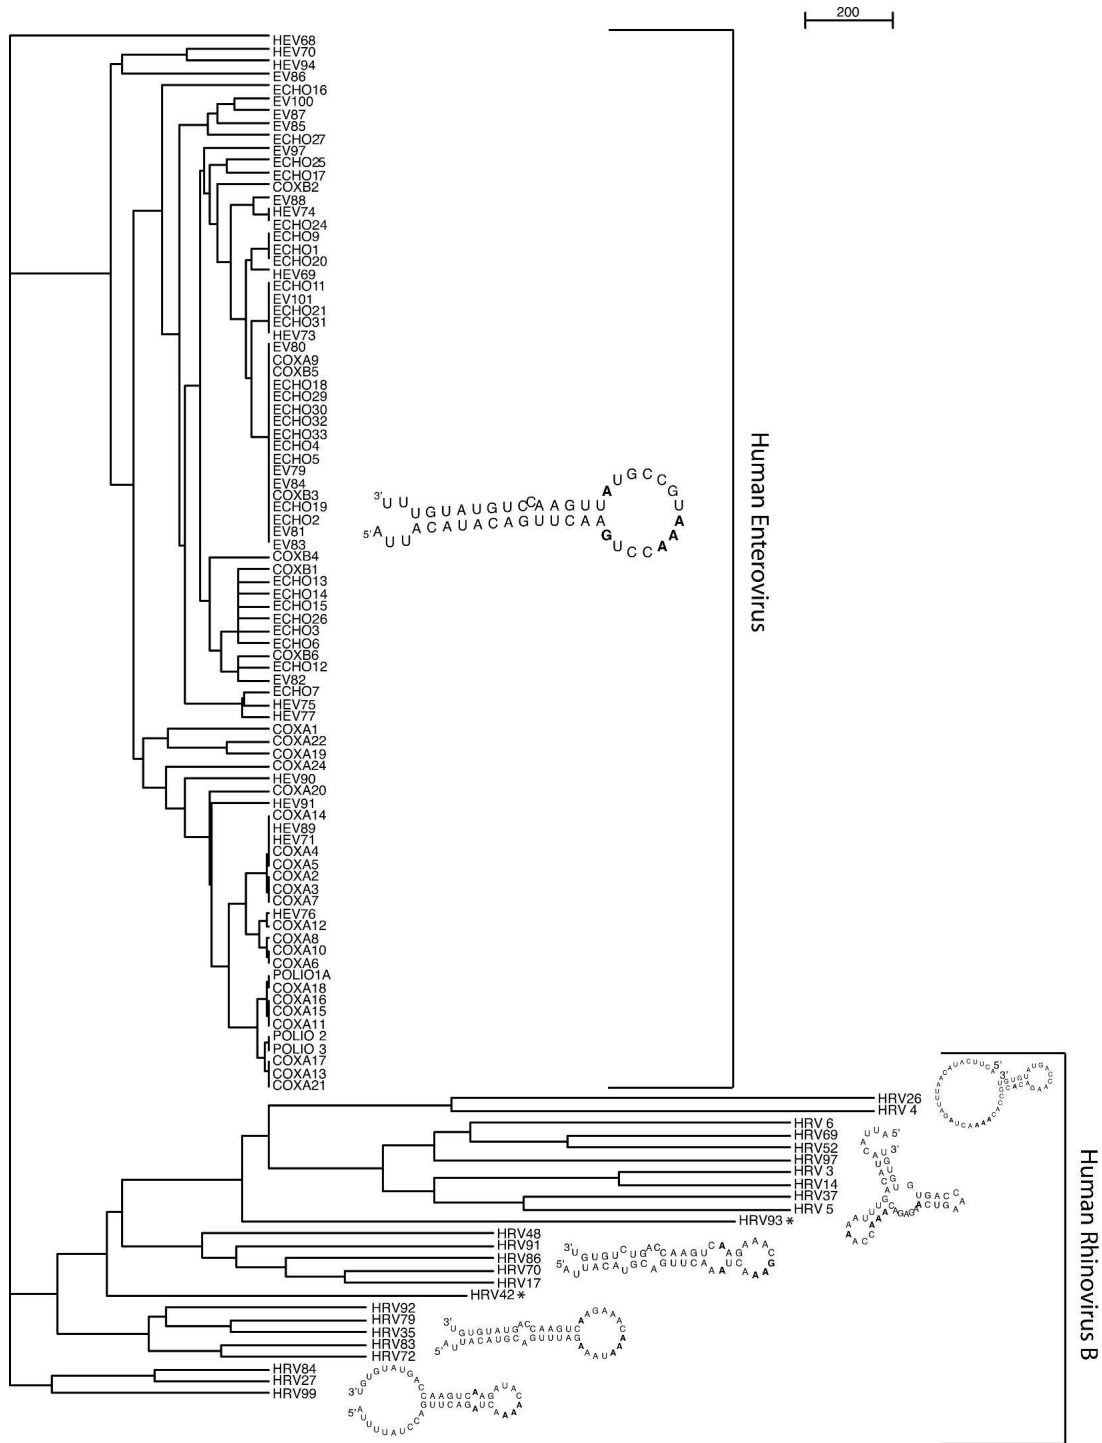 200
HEV68
HEV70
HEV94
EV86
ECHO16
EV100
EV87
EV85
ECHO27
EV97
ECHO25
ECHO17
COXB2
EV88
HEV74
ECHO24
ECHO9
ECHO1
ECHO20
HEV69
ECHO11
EV101
ECHO21
ECHO31
HEV73
EV80
COXA9
COXB5
ECHO18
ECHO29
ECHO30
ECHO32
ECHO33
ECHO4
ECHO5
EV79
EV84
COXB3
ECHO19
ECHO2
EV81
EV83
COXB4
COXB1
ECHO13
ECHO14
ECHO15
ECHO26
ECHO3
ECHO6
COXB6
ECHO12
EV82
ECHO7
HEV75
HEV77
COXA1
COXA22
COXA19
COXA24
HEV90
COXA20
HEV91
COXA14
HEV89
HEV71
COXA4
COXA5
COXA2
COXA3
COXA7
HEV76
COXA12
COXA8
COXA10
COXA6
POLIO1A
COXA18
COXA16
COXA15
COXA11
POLIO 2
POLIO 3
COXA17
COXA13
COXA21
Human Enterovirus
HRV26
HRV 4
HRV 6
HRV69
HRV52
HRV97
HRV 3
HRV14
HRV37
HRV 5
HRV93 *
HRV48
HRV91
HRV86
HRV70
HRV17
HRV42 *
HRV92
HRV79
HRV35
HRV83
HRV72
HRV84
HRV27
HRV99
Human Rhinovirus B